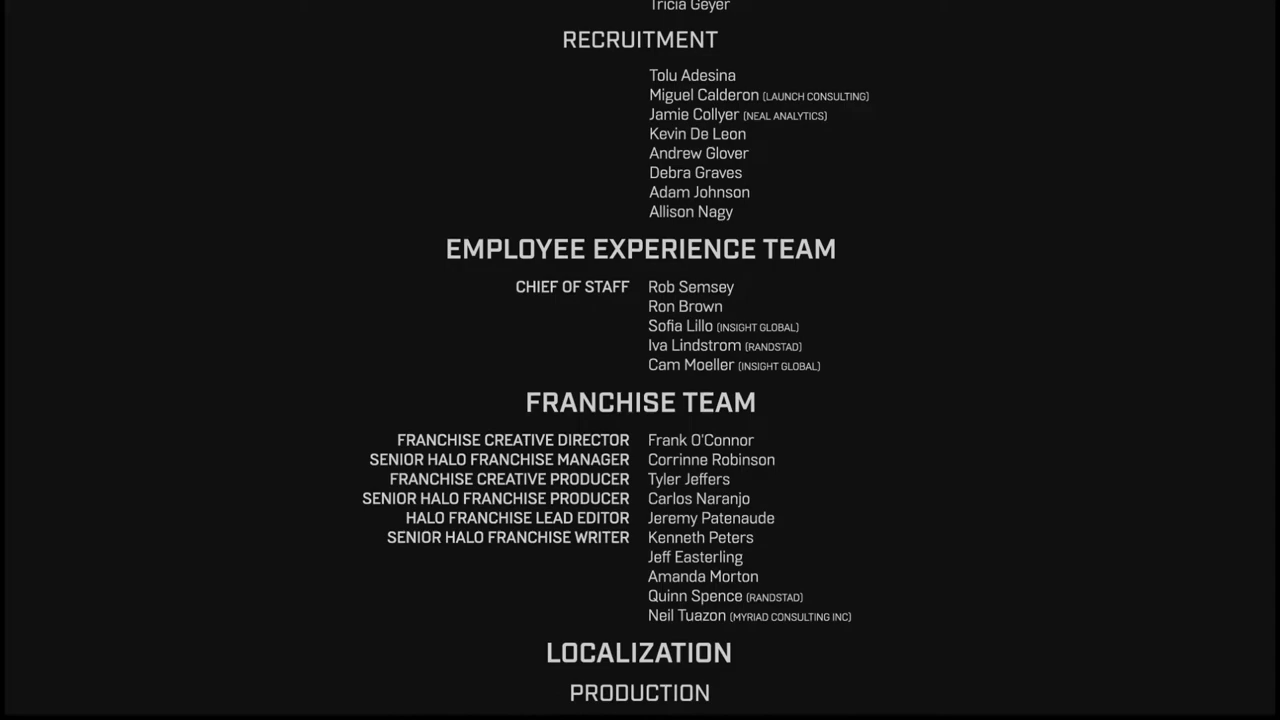 Tricia Geyer
RECRUITMENT
Tolu Adesina
Miguel Calderon (LAUNCH CONSULTING)
Jamie Collyer (NEAL ANALYTICS)
Kevin De Leon
Andrew Glover
Debra Graves
Adam Johnson
Allison Nagy
EMPLOYEE EXPERIENCE TEAM
CHIEF OF STAFF Rob Semsey
Ron Brown
Sofia Lillo (INSIGHT GLOBAL)
Iva Lindstrom (RANDSTAD)
Cam Moeller (INSIGHT GLOBAL)
FRANCHISE TEAM
FRANCHISE CREATIVE DIRECTOR Frank O'Connor
SENIOR HALO FRANCHISE MANAGER Corrinne Robinson
FRANCHISE CREATIVE PRODUCER Tyler Jeffers
SENIOR HALO FRANCHISE PRODUCER Carlos Naranjo
HALO FRANCHISE LEAD EDITOR Jeremy Patenaude
SENIOR HALO FRANCHISE WRITER Kenneth Peters
Jeff Easterling
Amanda Morton
Quinn Spence (RANDSTAD)
Neil Tuazon (MYRIAD CONSULTING INC)
LOCALIZATION
PRODUCTION